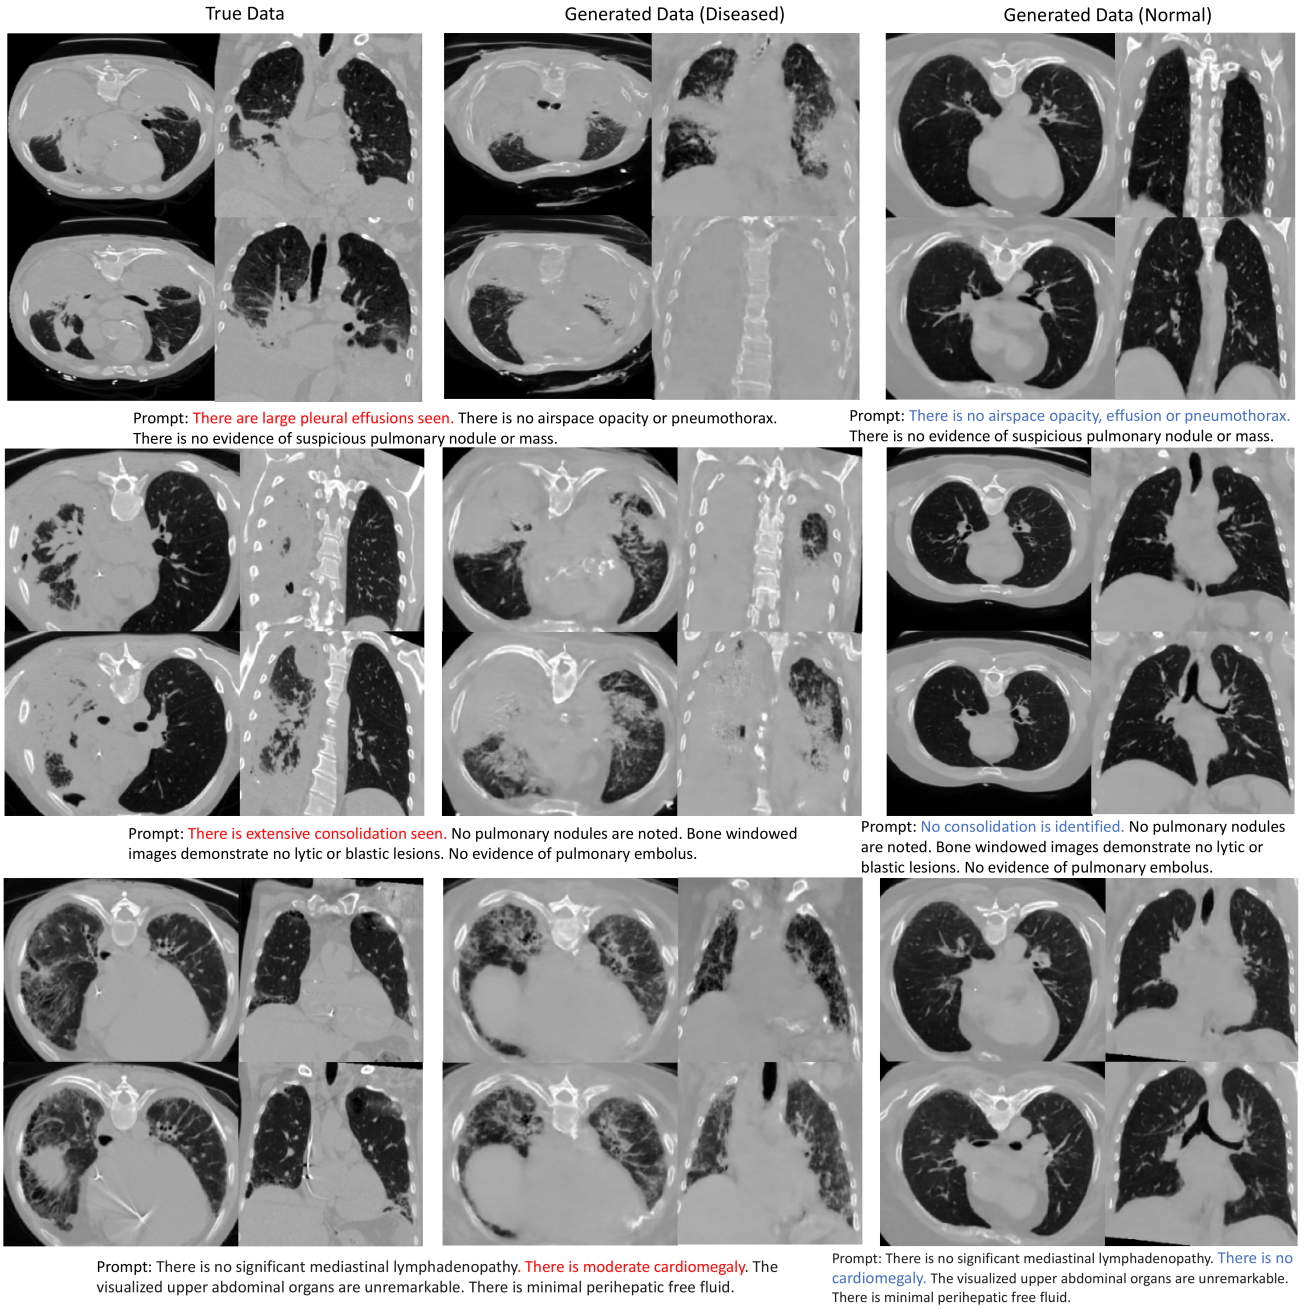 True Data
Generated Data (Diseased)
Generated Data (Normal)
Prompt: There are large pleural effusions seen. There is no airspace opacity or pneumothorax.
There is no evidence of suspicious pulmonary nodule or mass.
Prompt: There is no airspace opacity, effusion or pneumothorax.
There is no evidence of suspicious pulmonary nodule or mass.
Prompt: There is extensive consolidation seen. No pulmonary nodules are noted. Bone windowed
images demonstrate no lytic or blastic lesions. No evidence of pulmonary embolus.
Prompt: No consolidation is identified. No pulmonary nodules
are noted. Bone windowed images demonstrate no lytic or
blastic lesions. No evidence of pulmonary embolus.
Prompt: There is no significant mediastinal lymphadenopathy. There is moderate cardiomegaly. The
visualized upper abdominal organs are unremarkable. There is minimal perihepatic free fluid.
Prompt: There is no significant mediastinal lymphadenopathy. There is no
cardiomegaly. The visualized upper abdominal organs are unremarkable.
There is minimal perihepatic free fluid.